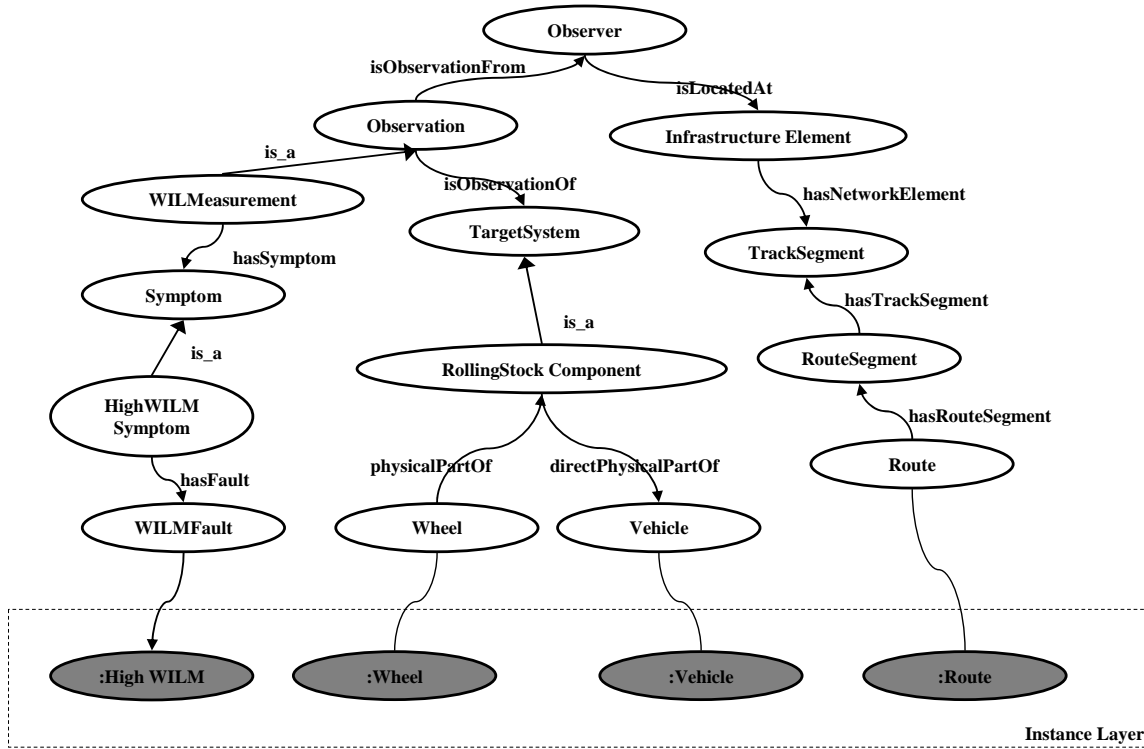 Observer
isObservationFrom
isLocatedAt
Observation
Infrastructure Element
is_a
isObservationOf
hasNetworkElement
WILMeasurement
TargetSystem
TrackSegment
hasSymptom
Symptom
hasTrackSegment
is_a
is_a
RouteSegment
RollingStock Component
HighWILM
Symptom
hasRouteSegment
physicalPartOf
directPhysicalPartOf
Route
hasFault
WILMFault
Wheel
Vehicle
:High WILM
:Wheel
:Vehicle
:Route
Instance Layer